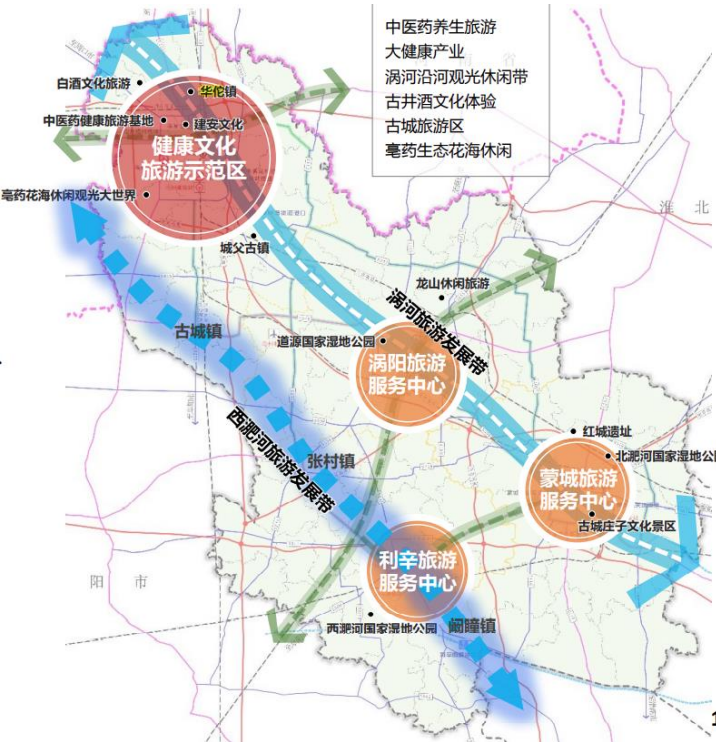 中医药养生旅游
大健康产业
涡河沿河观光休闲带
古井酒文化体验
古城旅游区
亳药生态花海休闲
白酒文化旅游
华佗镇
中医药健康旅游基地
建安文化
健康文化
旅游示范区
亳药花海休闲观光大世界
城父古镇
淮北
龙山休闲旅游
涡河旅游发展带
古城镇
道源国家湿地公园
涡阳旅游
服务中心
西淝河旅游发展带
红城遗址
张村镇
北淝河国家湿地公园
蒙城旅游
服务中心
古城庄子文化景区
利辛旅游
服务中心
阳市
西淝河国家湿地公园
阚疃镇
1